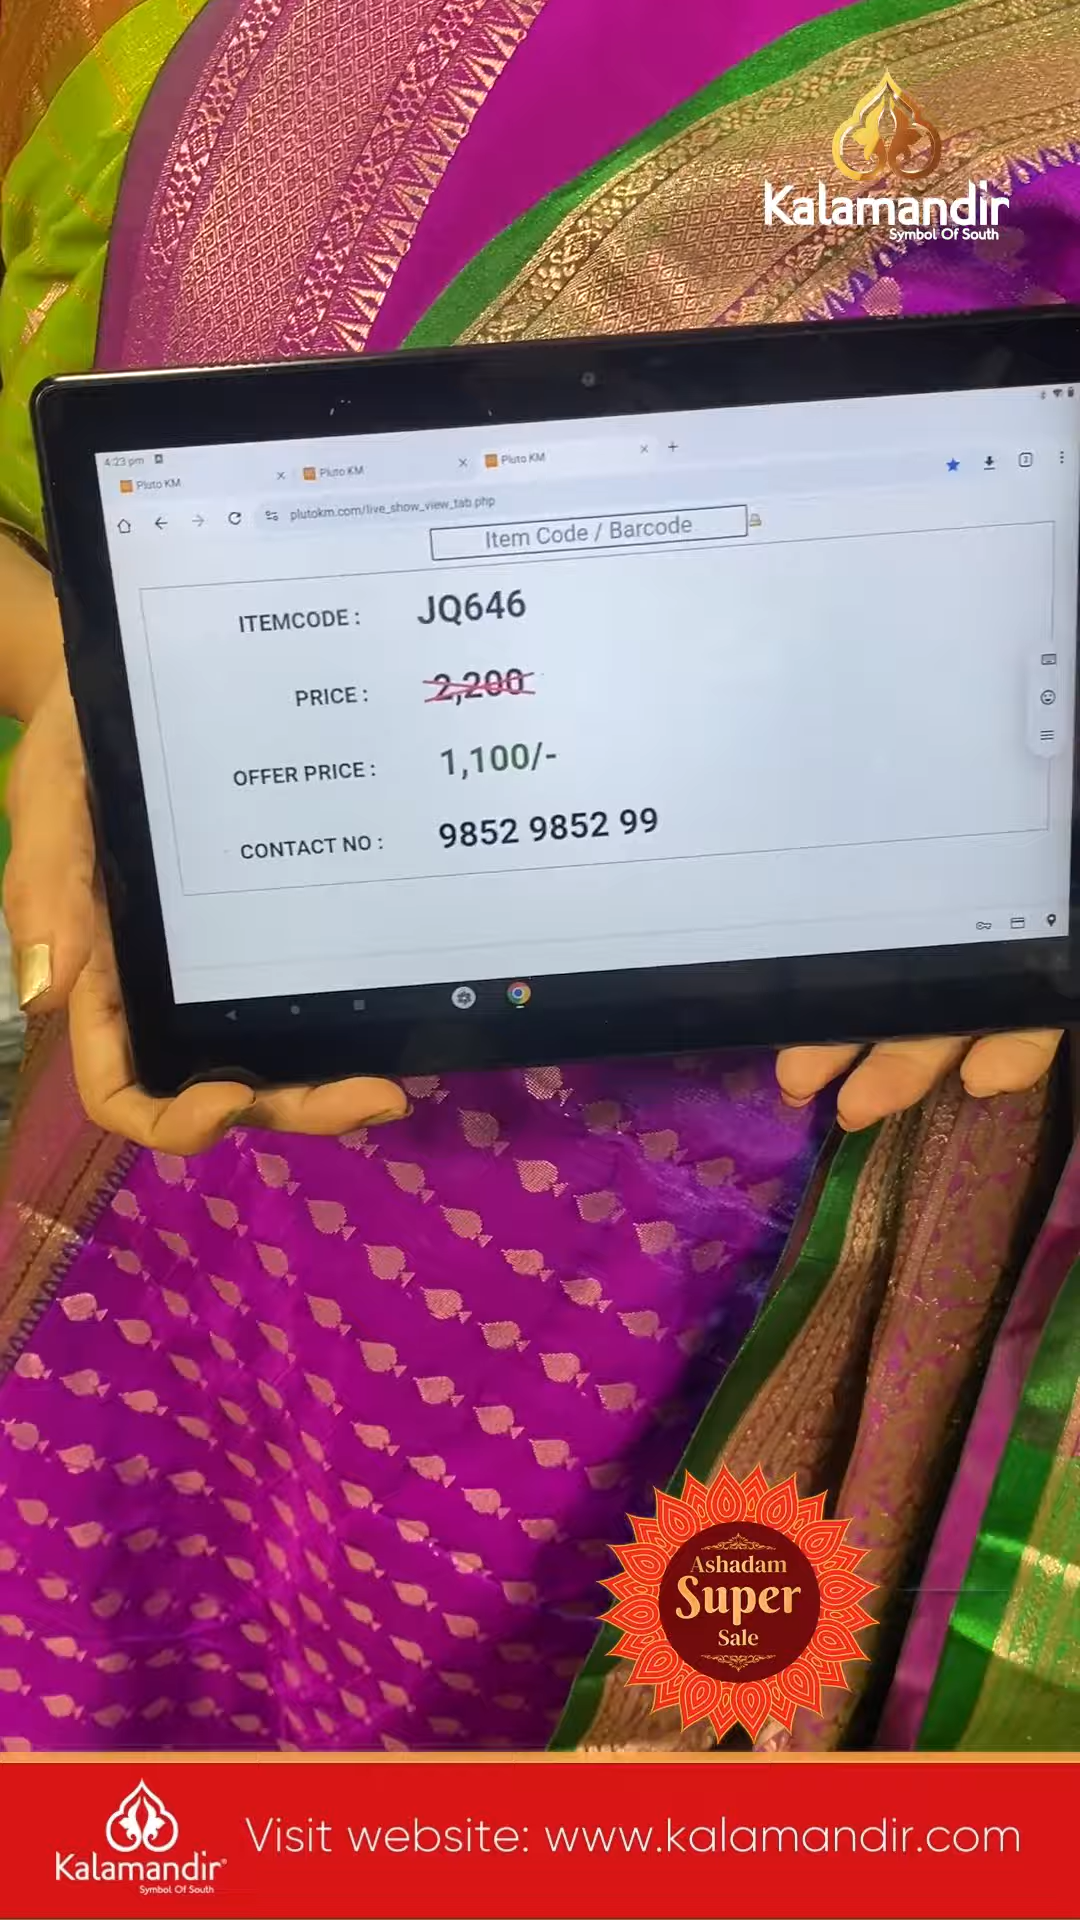 Kalamandir
Symbol Of South
4:23 pm
Pluto KM
Pluto KM
Pluto KM
plutokm.com/live_show_view_tab.php
Item Code / Barcode
ITEMCODE : JQ646
PRICE : 2,200
OFFER PRICE : 1,100/-
CONTACT NO : 9852 9852 99
Ashadam
Super
Sale
Kalamandir
Symbol Of South
Visit website: www.kalamandir.com